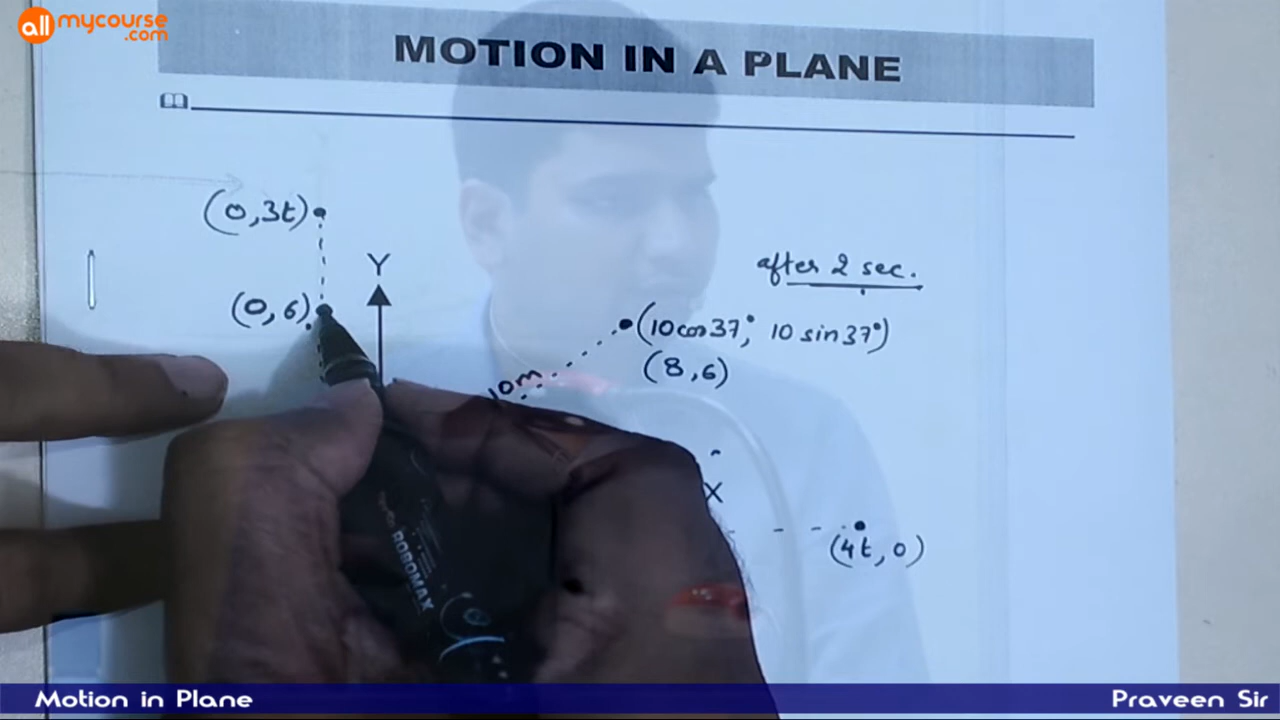 all mycourse
.com
MOTION IN A PLANE
(0,3t)
Y
after 2 sec.
(0,6)
(10cos37°, 10 sin37°)
(8,6)
10m
X
(4t,0)
ROBOMAX
Motion in Plane
Praveen Sir